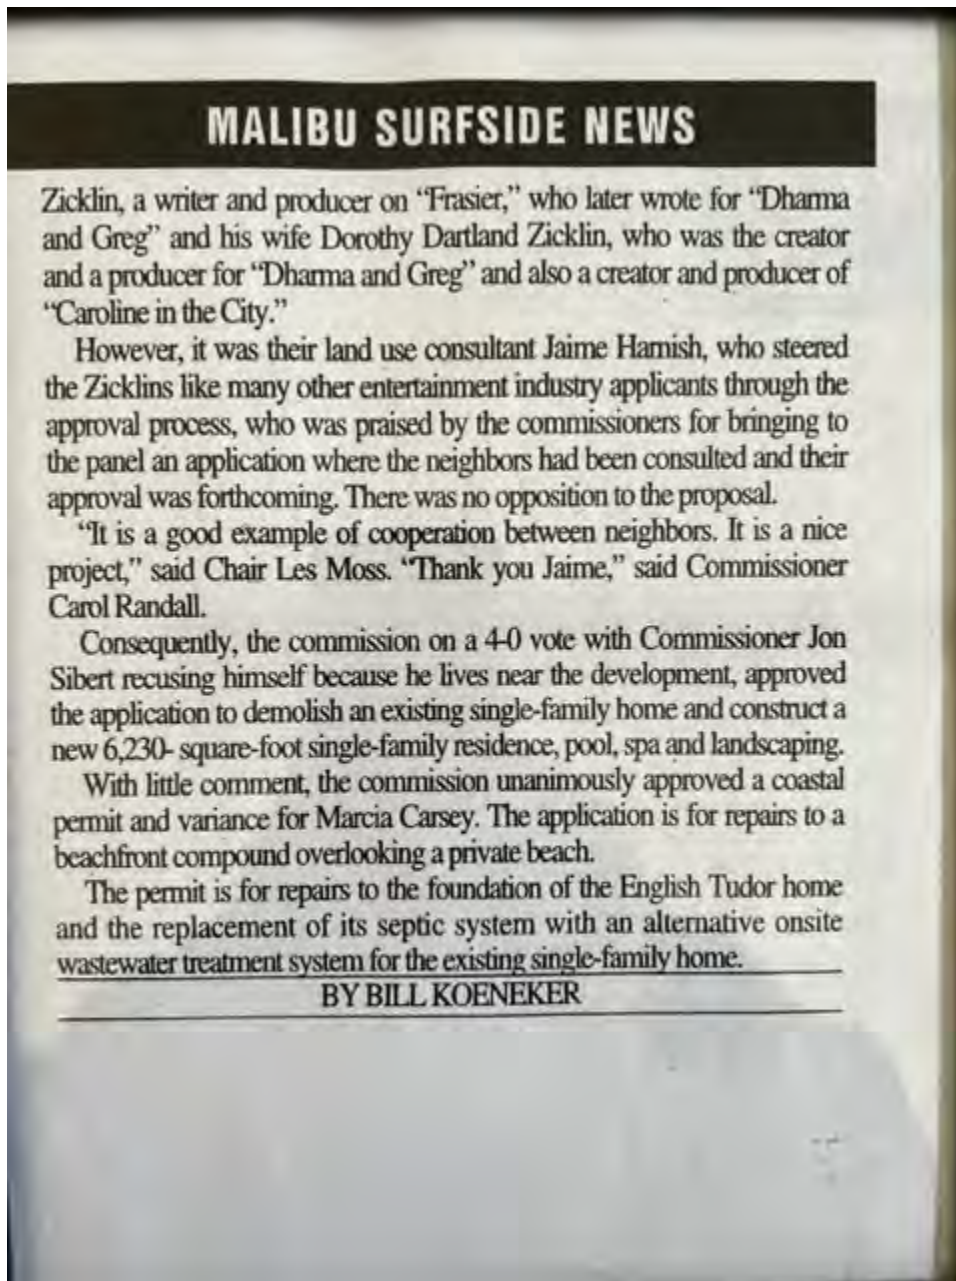 MALIBU SURFSIDE NEWS
Zicklin, a writer and producer on "Frasier," who later wrote for "Dharma
and Greg" and his wife Dorothy Dartland Zicklin, who was the creator
and a producer for "Dharma and Greg" and also a creator and producer of
"Caroline in the City."
However, it was their land use consultant Jaime Harnish, who steered
the Zicklins like many other entertainment industry applicants through the
approval process, who was praised by the commissioners for bringing to
the panel an application where the neighbors had been consulted and their
approval was forthcoming. There was no opposition to the proposal.
"It is a good example of cooperation between neighbors. It is a nice
project," said Chair Les Moss. "Thank you Jaime," said Commissioner
Carol Randall.
Consequently, the commission on a 4-0 vote with Commissioner Jon
Sibert recusing himself because he lives near the development, approved
the application to demolish an existing single-family home and construct a
new 6,230- square-foot single-family residence, pool, spa and landscaping.
With little comment, the commission unanimously approved a coastal
permit and variance for Marcia Carsey. The application is for repairs to a
beachfront compound overlooking a private beach.
The permit is for repairs to the foundation of the English Tudor home
and the replacement of its septic system with an alternative onsite
wastewater treatment system for the existing single-family home.
BY BILL KOENEKER